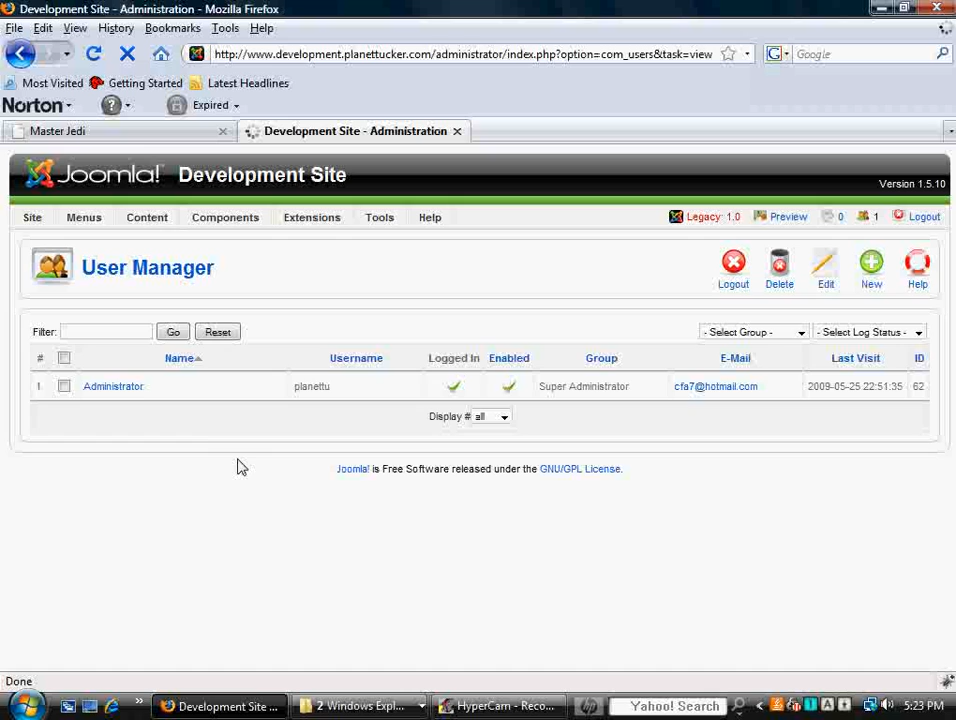 Development Site - Administration - Mozilla Firefox
File Edit View History Bookmarks Tools Help
http://www.development.planettucker.com/administrator/index.php?option=com_users&task=view
Google
Most Visited Getting Started Latest Headlines
Norton Expired
Master Jedi Development Site - Administration
Joomla! Development Site
Version 1.5.10
Site Menus Content Components Extensions Tools Help Legacy: 1.0 Preview 0 1 Logout
User Manager
Logout Delete Edit New Help
Filter: Go Reset - Select Group - - Select Log Status -
# Name Username Logged In Enabled Group E-Mail Last Visit ID
1 Administrator planettu Super Administrator cfa7@hotmail.com 2009-05-25 22:51:35 62
Display # all
Joomla! is Free Software released under the GNU/GPL License.
Done
Development Site ... 2 Windows Expl... HyperCam - Reco... Yahoo! Search 5:23 PM